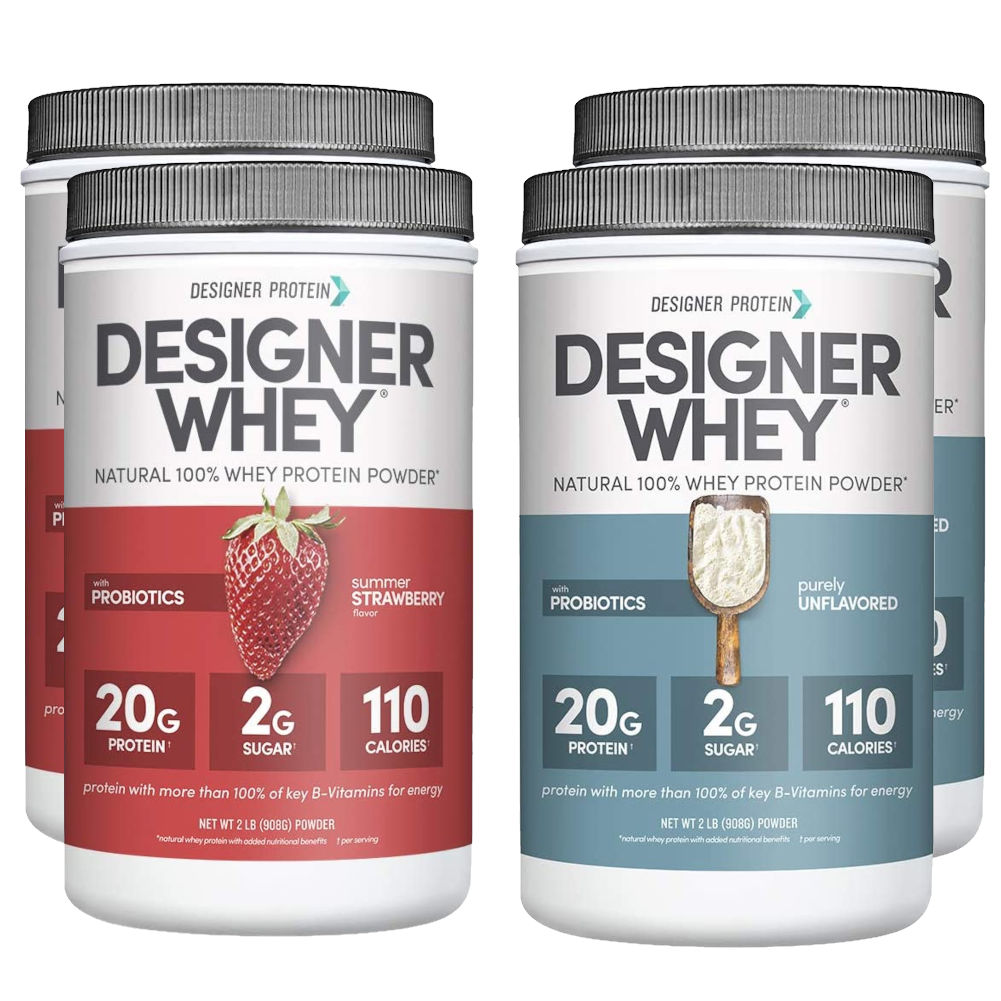 DESIGNER PROTEIN
DESIGNER
WHEY®
NATURAL 100% WHEY PROTEIN POWDER*
with
PROBIOTICS
summer
STRAWBERRY
flavor
20G
PROTEIN†
2G
SUGAR†
110
CALORIES†
protein with more than 100% of key B-Vitamins for energy
NET WT 2 LB (908G) POWDER
*natural whey protein with added nutritional benefits † per serving
DESIGNER PROTEIN
DESIGNER
WHEY®
NATURAL 100% WHEY PROTEIN POWDER*
with
PROBIOTICS
purely
UNFLAVORED
20G
PROTEIN†
2G
SUGAR†
110
CALORIES†
protein with more than 100% of key B-Vitamins for energy
NET WT 2 LB (908G) POWDER
*natural whey protein with added nutritional benefits † per serving